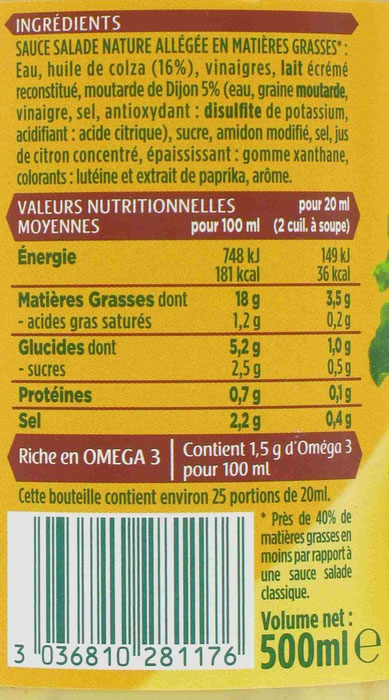 INGRÉDIENTS
SAUCE SALADE NATURE ALLÉGÉE EN MATIÈRES GRASSES* :
Eau, huile de colza (16%), vinaigres, lait écrémé
reconstitué, moutarde de Dijon 5% (eau, graine moutarde,
vinaigre, sel, antioxydant : disulfite de potassium,
acidifiant : acide citrique), sucre, amidon modifié, sel, jus
de citron concentré, épaississant : gomme xanthane,
colorants : lutéine et extrait de paprika, arôme.
VALEURS NUTRITIONNELLES pour 20 ml
MOYENNES pour 100 ml (2 cuil. à soupe)
Énergie 748 kJ 149 kJ
181 kcal 36 kcal
Matières Grasses dont 18 g 3,5 g
- acides gras saturés 1,2 g 0,2 g
Glucides dont 5,2 g 1,0 g
- sucres 2,5 g 0,5 g
Protéines 0,7 g 0,1 g
Sel 2,2 g 0,4 g
Riche en OMEGA 3 Contient 1,5 g d'Oméga 3
pour 100 ml
Cette bouteille contient environ 25 portions de 20ml.
* Près de 40% de
matières grasses en
moins par rapport à
une sauce salade
classique.
Volume net :
500ml e
3 036810 281176